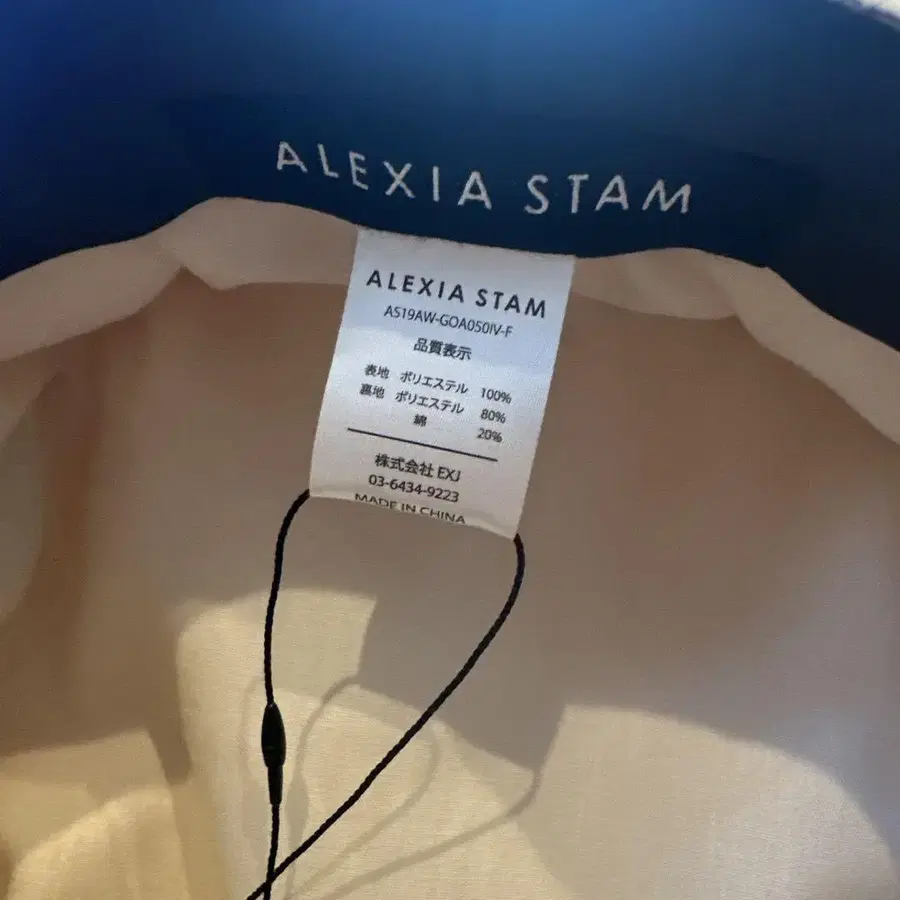 ALEXIA STAM
ALEXIA STAM
AS19AW-GOA050IV-F
品質表示
表地 ポリエステル 100%
裏地 ポリエステル 80%
綿 20%
株式会社 EXJ
03-6434-9223
MADE IN CHINA